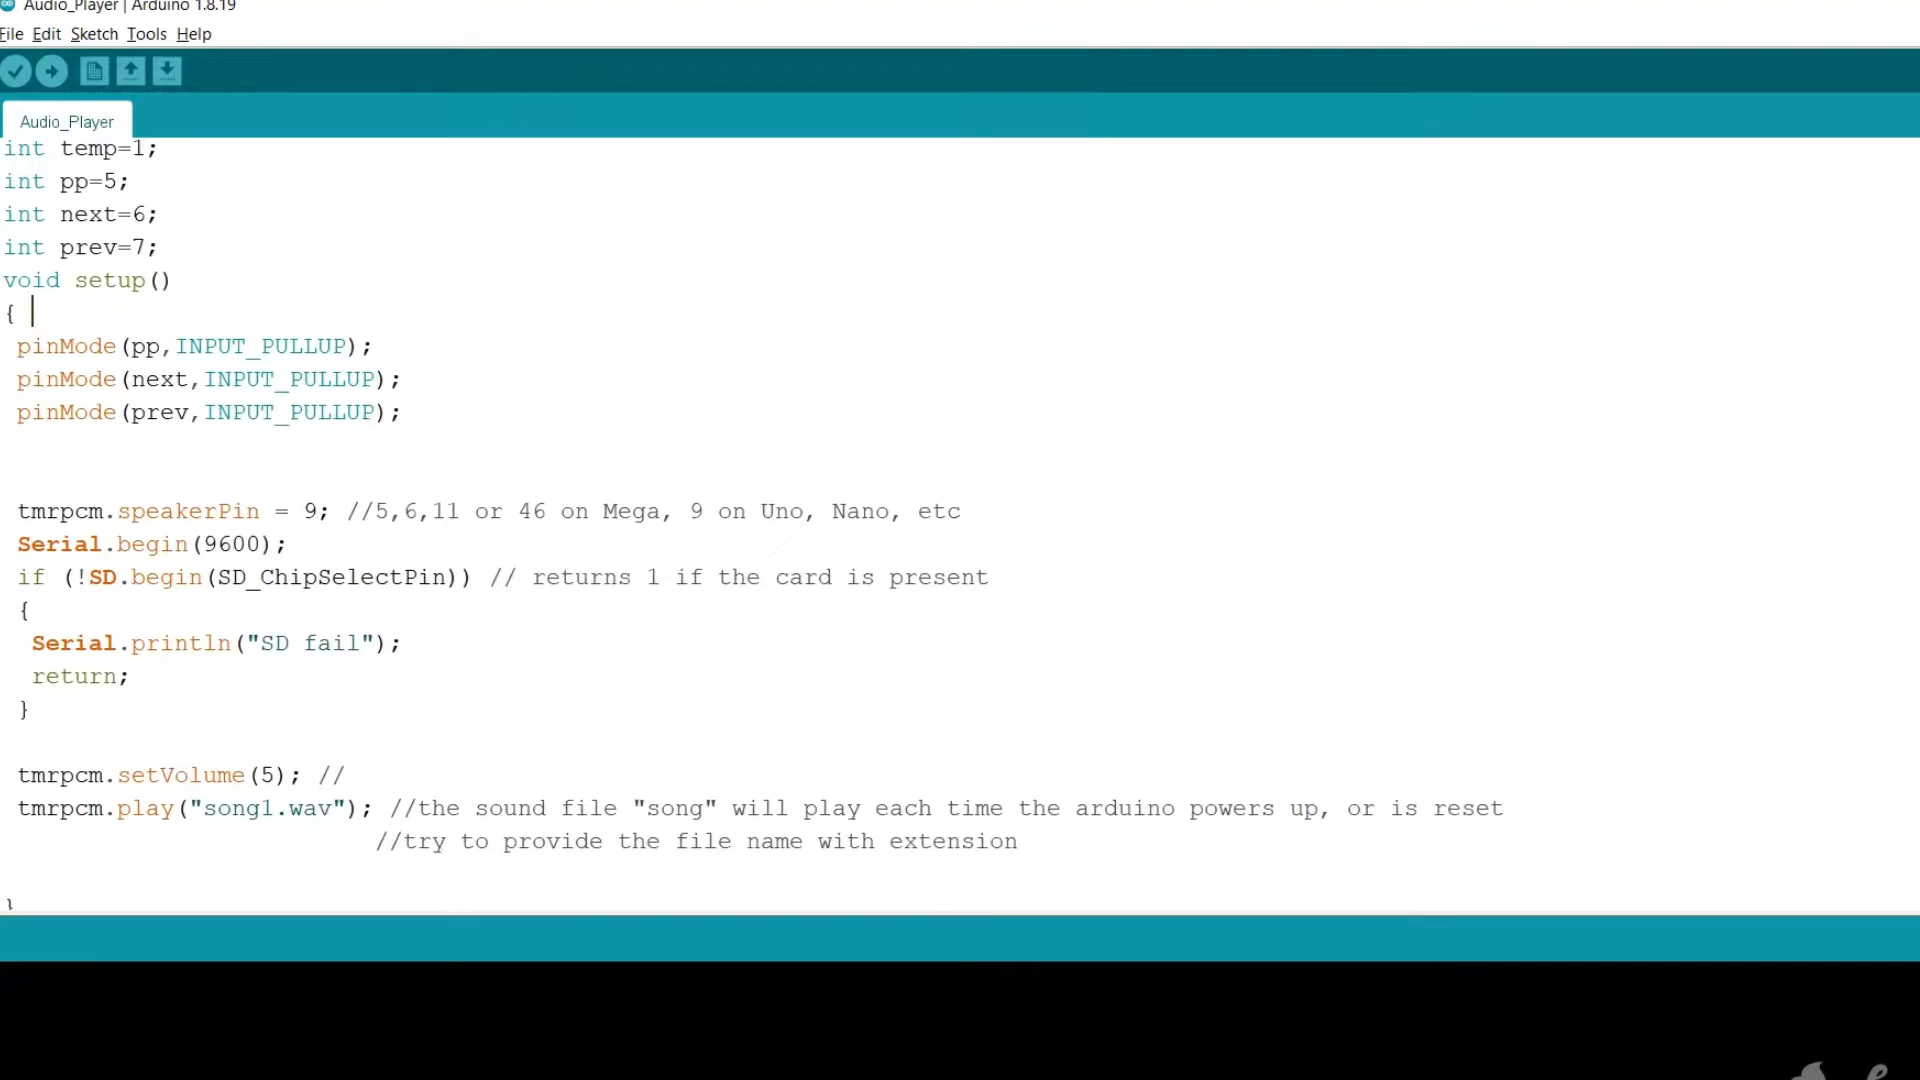 Audio_Player | Arduino 1.8.19
File Edit Sketch Tools Help
Audio_Player
int temp=1;
int pp=5;
int next=6;
int prev=7;
void setup()
{
pinMode(pp,INPUT_PULLUP);
pinMode(next,INPUT_PULLUP);
pinMode(prev,INPUT_PULLUP);
tmrpcm.speakerPin = 9; //5,6,11 or 46 on Mega, 9 on Uno, Nano, etc
Serial.begin(9600);
if (!SD.begin(SD_ChipSelectPin)) // returns 1 if the card is present
{
Serial.println("SD fail");
return;
}
tmrpcm.setVolume(5); //
tmrpcm.play("song1.wav"); //the sound file "song" will play each time the arduino powers up, or is reset
//try to provide the file name with extension
}